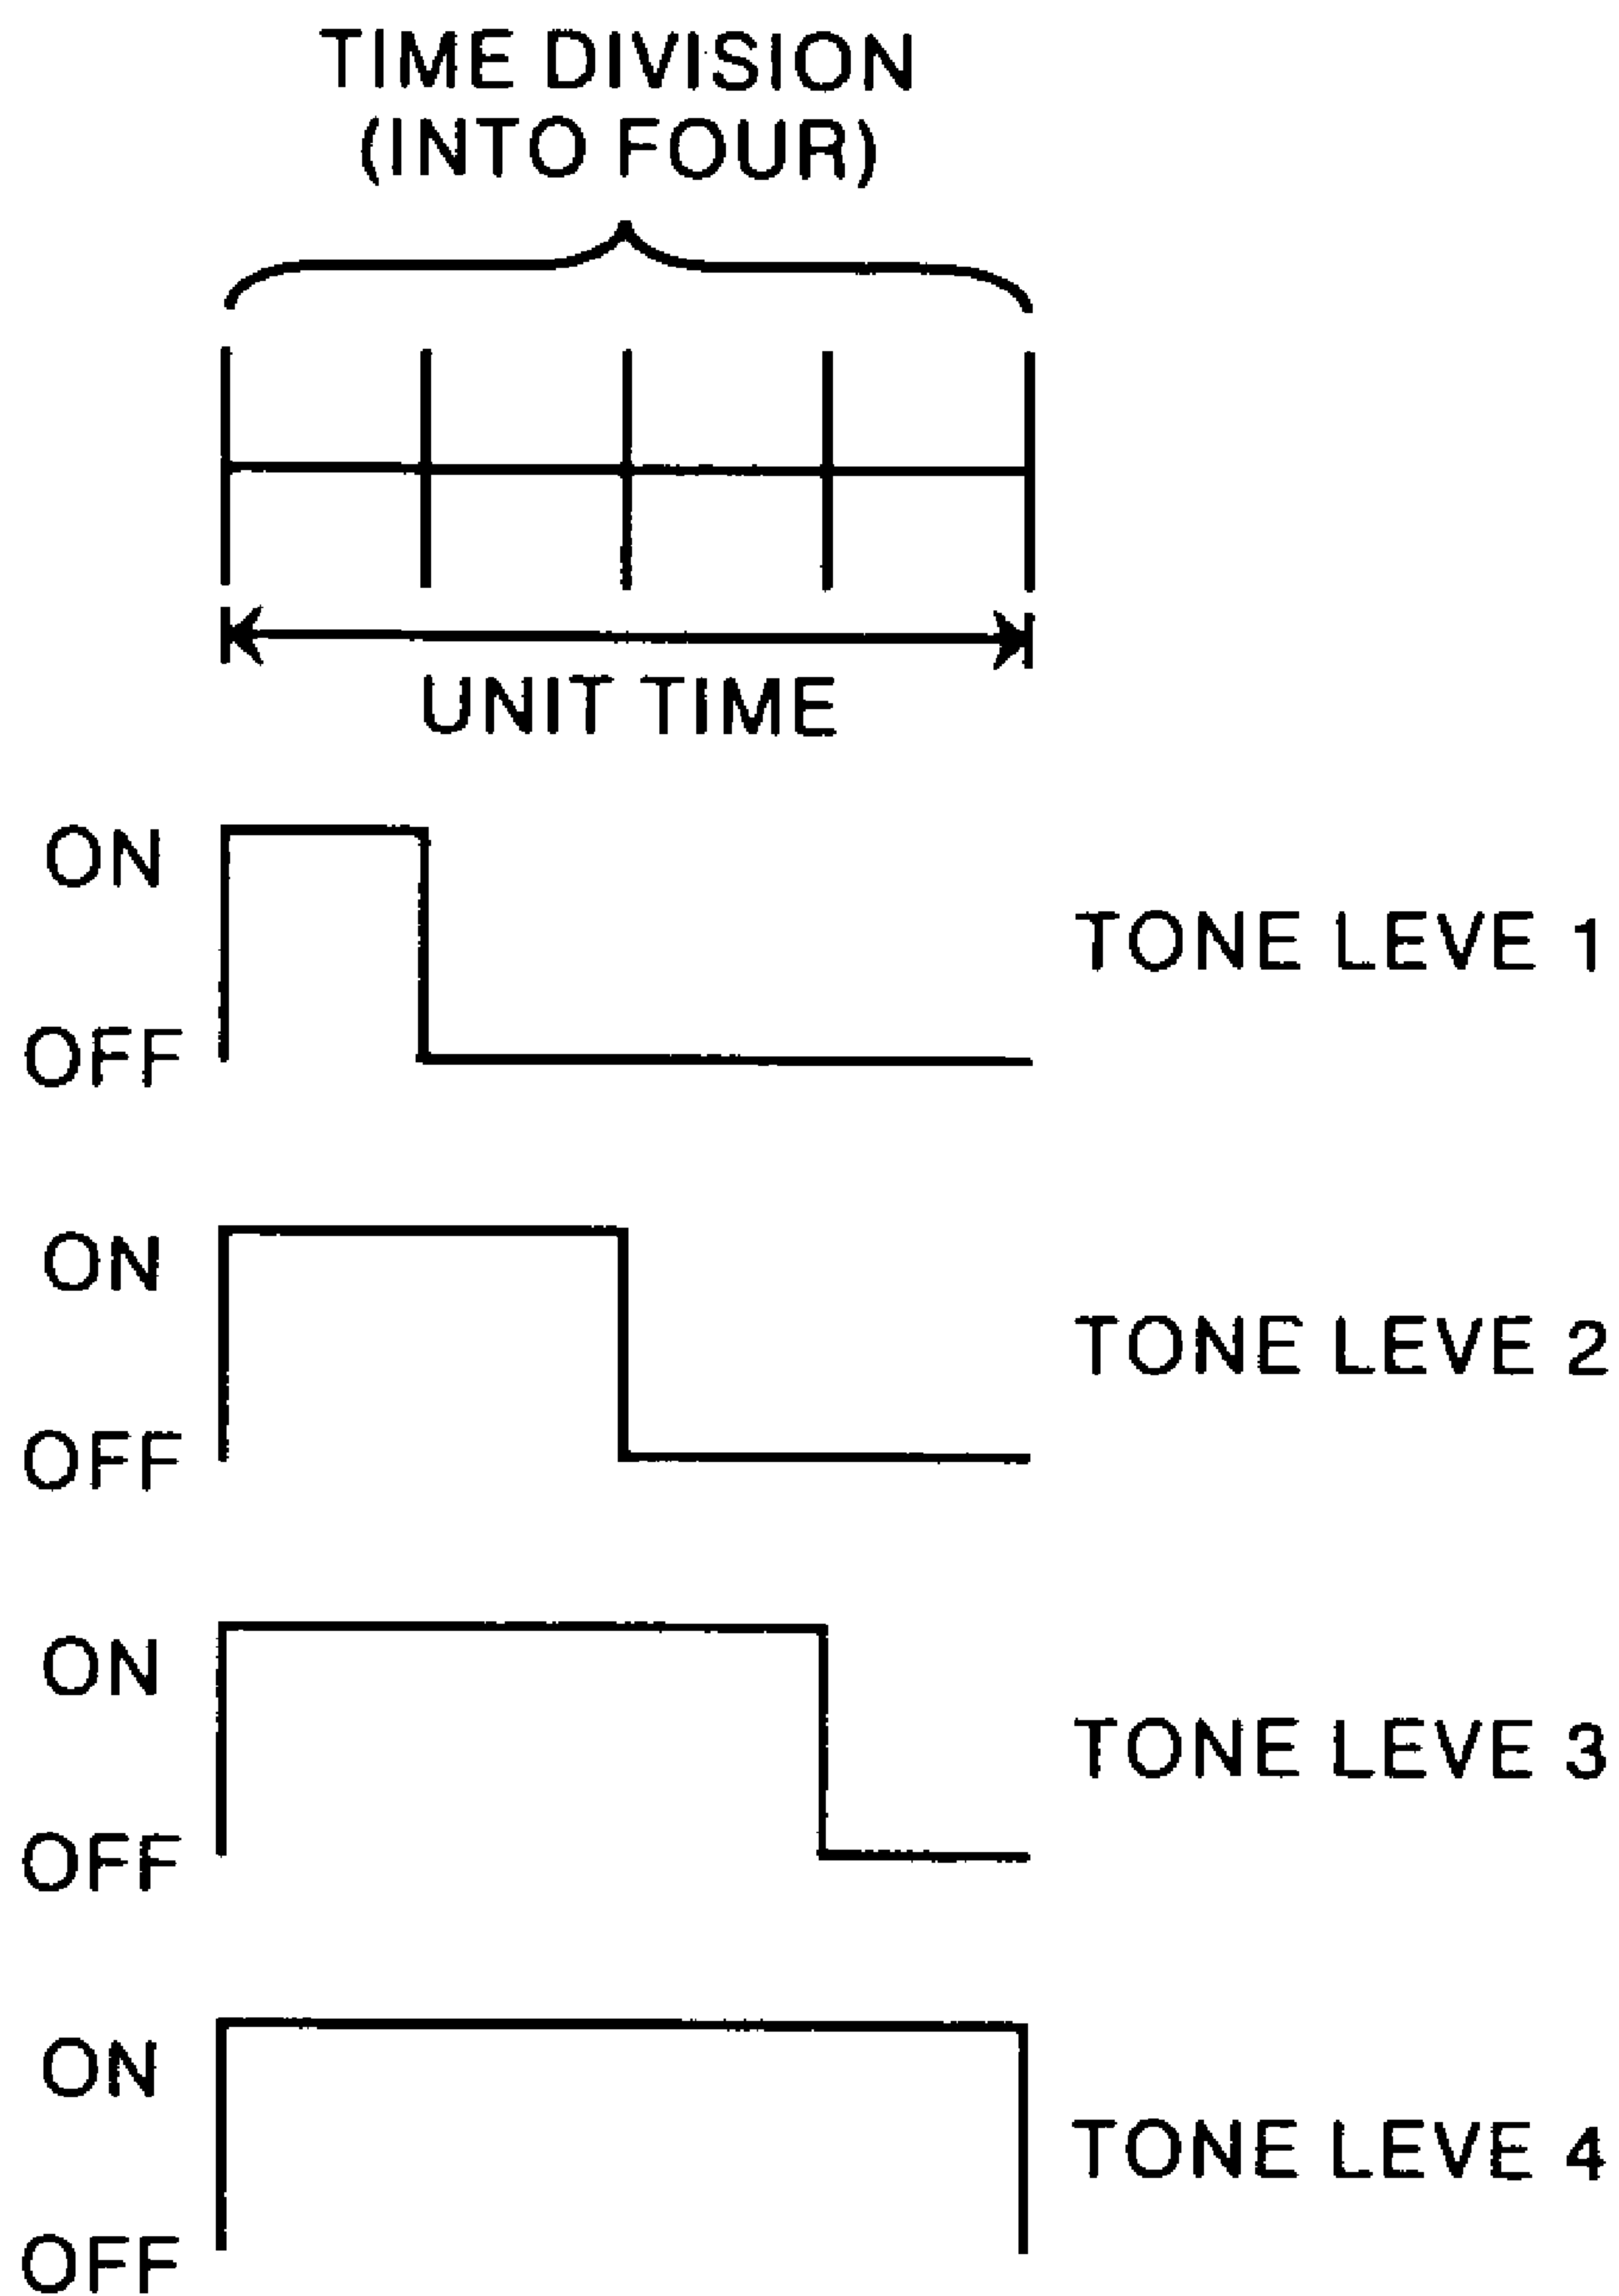 TIME DIVISION
(INTO FOUR)
UNIT TIME
ON
TONE LEVE 1
OFF
ON
TONE LEVE 2
OFF
ON
TONE LEVE 3
OFF
ON
TONE LEVE 4
OFF